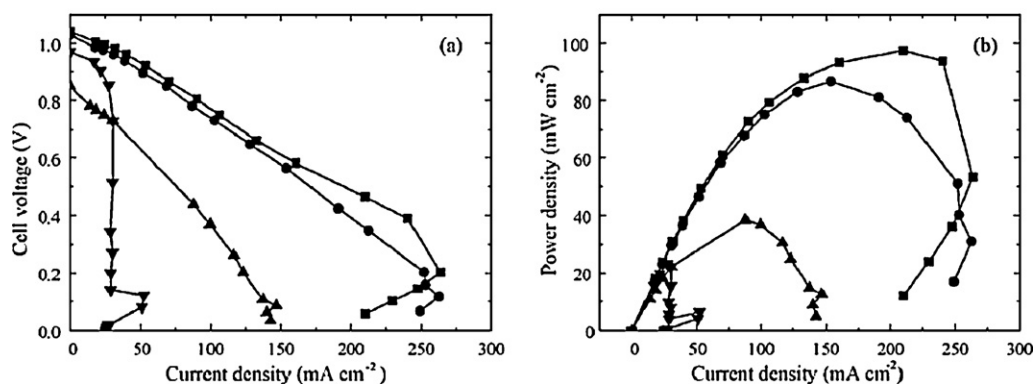 (a)
Cell voltage (V)
1.0
0.8
0.6
0.4
0.2
0.0
0 50 100 150 200 250 300
Current density (mA cm⁻²)
(b)
Power density (mW cm⁻²)
100
80
60
40
20
0
0 50 100 150 200 250 300
Current density (mA cm²)